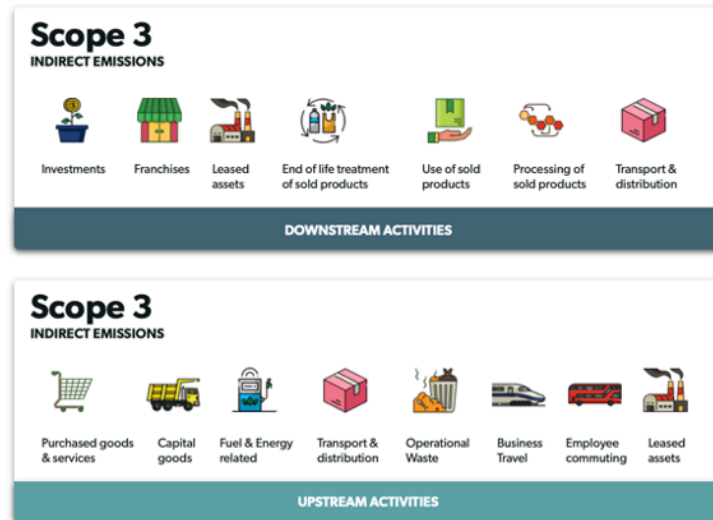 Scope 3
INDIRECT EMISSIONS
Investments
Franchises
Leased
assets
End of life treatment
of sold products
Use of sold
products
Processing of
sold products
Transport &
distribution
DOWNSTREAM ACTIVITIES
Scope 3
INDIRECT EMISSIONS
Purchased goods
& services
Capital
goods
Fuel & Energy
related
Transport &
distribution
Operational
Waste
Business
Travel
Employee
commuting
Leased
assets
UPSTREAM ACTIVITIES